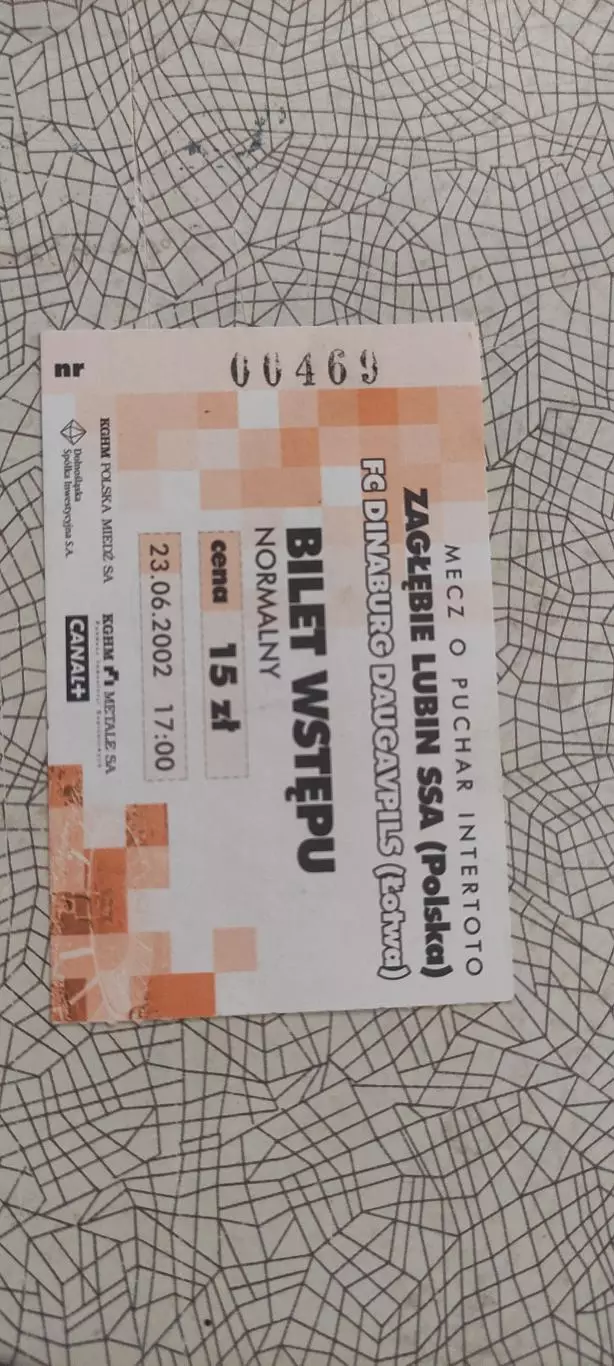 MECZ O PUCHAR INTERTOTO
ZAGŁĘBIE LUBIN SSA (Polska)
FC DINABURG DAUGAVPILS (Łotwa)
BILET WSTĘPU
NORMALNY
cena 15 zł
23.06.2002 17:00
KGHM POLSKA MIEDŹ SA
KGHM METALE SA
Dolnośląska
Spółka Inwestycyjna S.A.
CANAL+
nr
00469